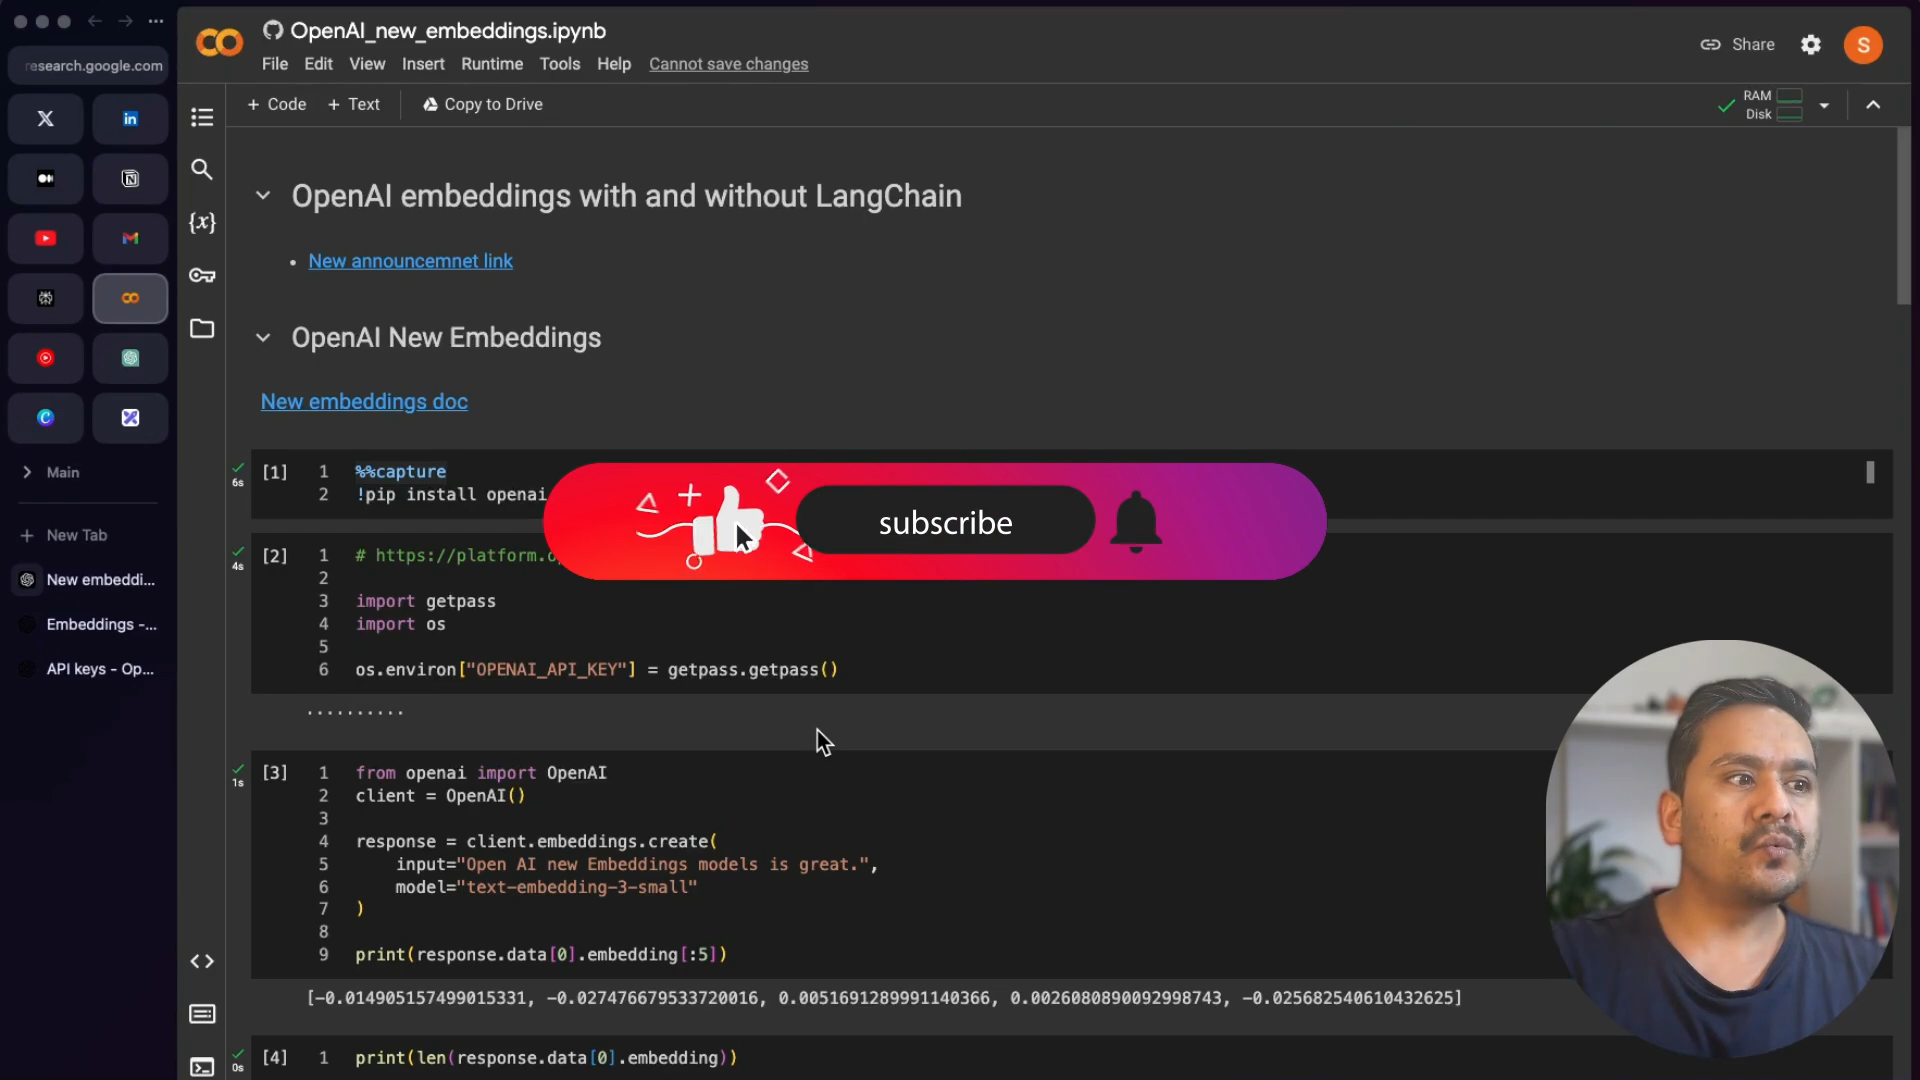 OpenAI_new_embeddings.ipynb
File Edit View Insert Runtime Tools Help Cannot save changes
Share
S
research.google.com
+ Code + Text Copy to Drive
RAM
Disk
OpenAI embeddings with and without LangChain
• New announcemnet link
OpenAI New Embeddings
New embeddings doc
Main
+ New Tab
New embeddi...
Embeddings -...
API keys - Op...
6s
[1] 1 %%capture
2 !pip install openai
subscribe
4s
[2] 1 # https://platform.o
2
3 import getpass
4 import os
5
6 os.environ["OPENAI_API_KEY"] = getpass.getpass()
··········
1s
[3] 1 from openai import OpenAI
2 client = OpenAI()
3
4 response = client.embeddings.create(
5 input="Open AI new Embeddings models is great.",
6 model="text-embedding-3-small"
7 )
8
9 print(response.data[0].embedding[:5])
[-0.014905157499015331, -0.027476679533720016, 0.0051691289991140366, 0.0026080890092998743, -0.025682540610432625]
0s
[4] 1 print(len(response.data[0].embedding))